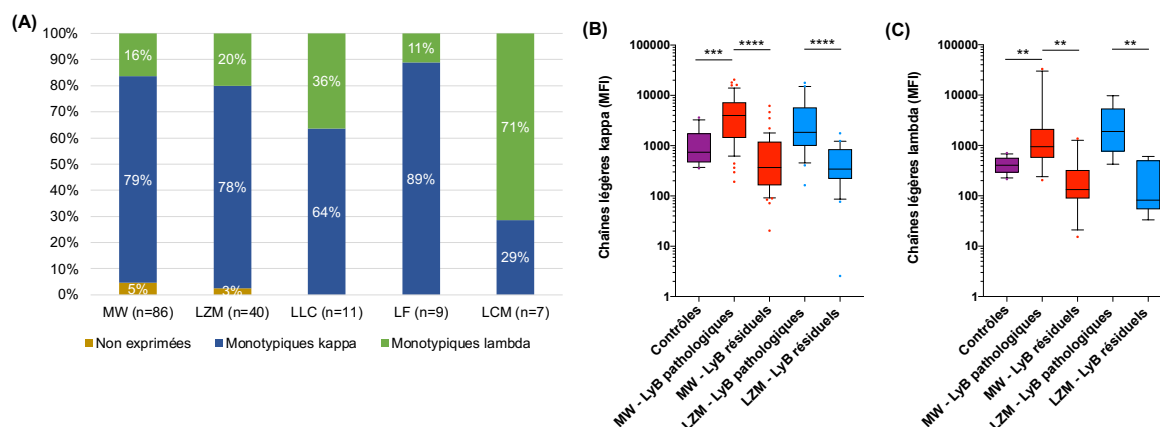 (A)
100%
90%
80%
70%
60%
50%
40%
30%
20%
10%
0%
16%
79%
5%
20%
78%
3%
36%
64%
11%
89%
71%
29%
MW (n=86)
LZM (n=40)
LLC (n=11)
LF (n=9)
LCM (n=7)
Non exprimées
Monotypiques kappa
Monotypiques lambda
(B)
Chaînes légères kappa (MFI)
100000
10000
1000
100
10
1
***
****
****
Contrôles
MW - LyB pathologiques
MW - LyB résiduels
LZM - LyB pathologiques
LZM - LyB résiduels
(C)
Chaînes légères lambda (MFI)
100000
10000
1000
100
10
1
**
**
**
Contrôles
MW - LyB pathologiques
MW - LyB résiduels
LZM - LyB pathologiques
LZM - LyB résiduels